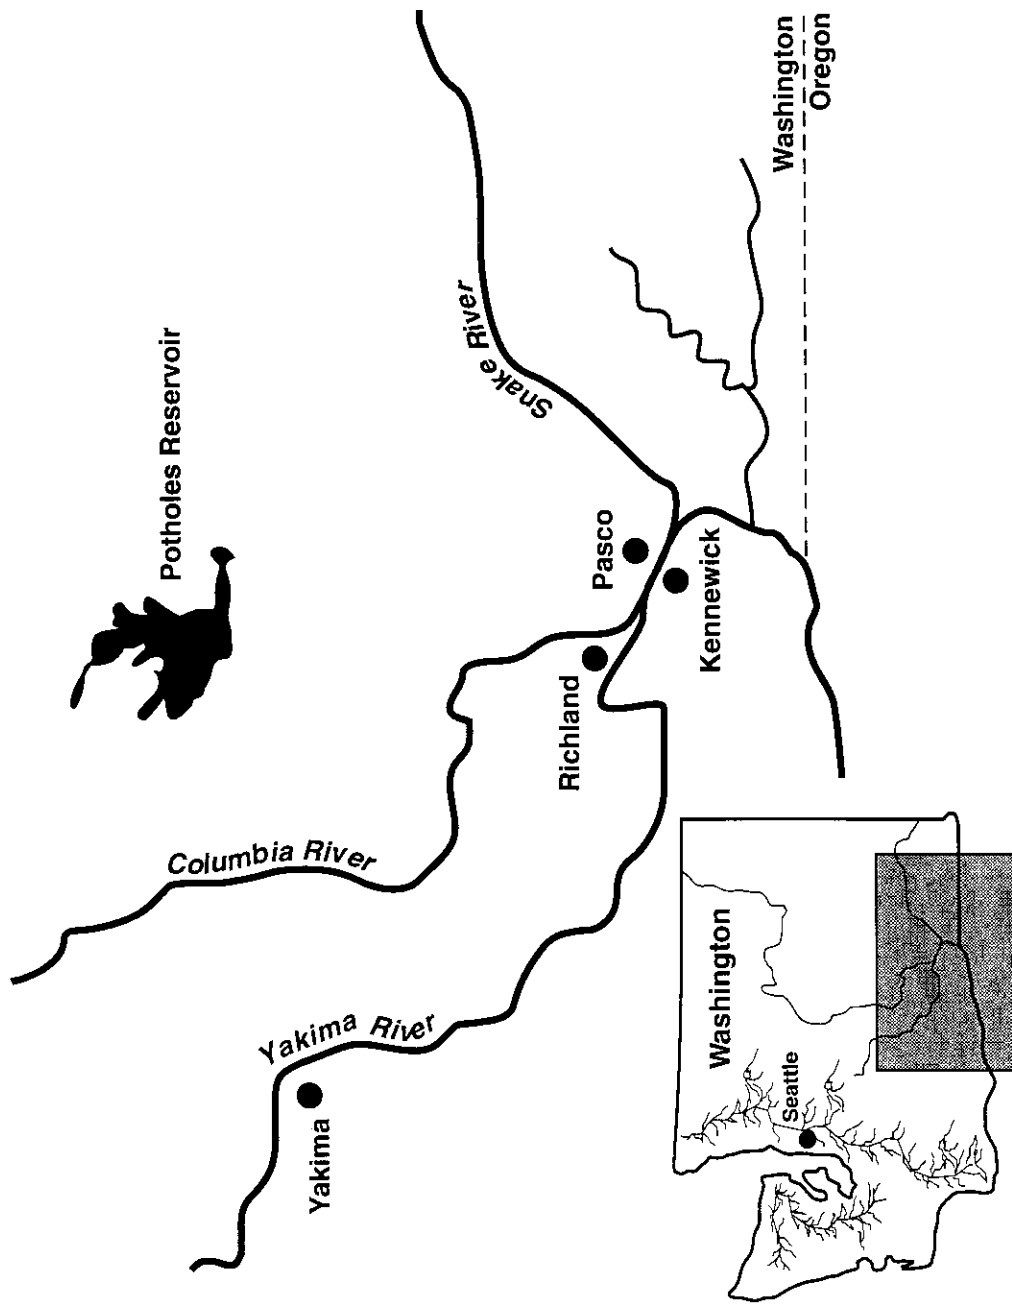 Potholes Reservoir
Snake River
Washington
Oregon
Columbia River
Pasco
Richland
Kennewick
Yakima River
Yakima
Washington
Seattle